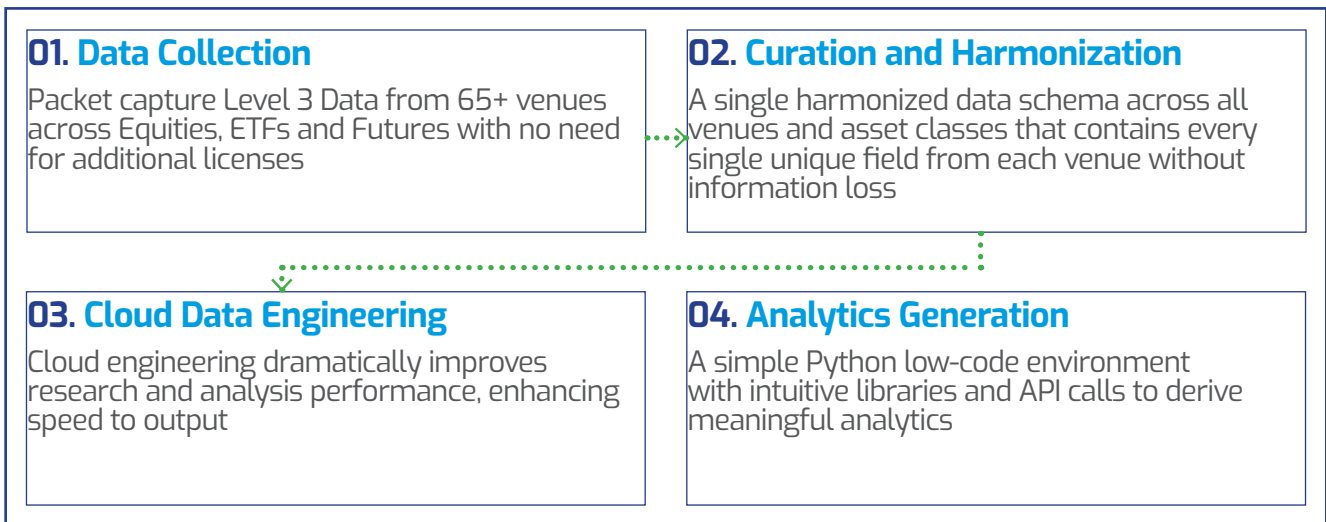 01. Data Collection
Packet capture Level 3 Data from 65+ venues
across Equities, ETFs and Futures with no need
for additional licenses
02. Curation and Harmonization
A single harmonized data schema across all
venues and asset classes that contains every
single unique field from each venue without
information loss
03. Cloud Data Engineering
Cloud engineering dramatically improves
research and analysis performance, enhancing
speed to output
04. Analytics Generation
A simple Python low-code environment
with intuitive libraries and API calls to derive
meaningful analytics